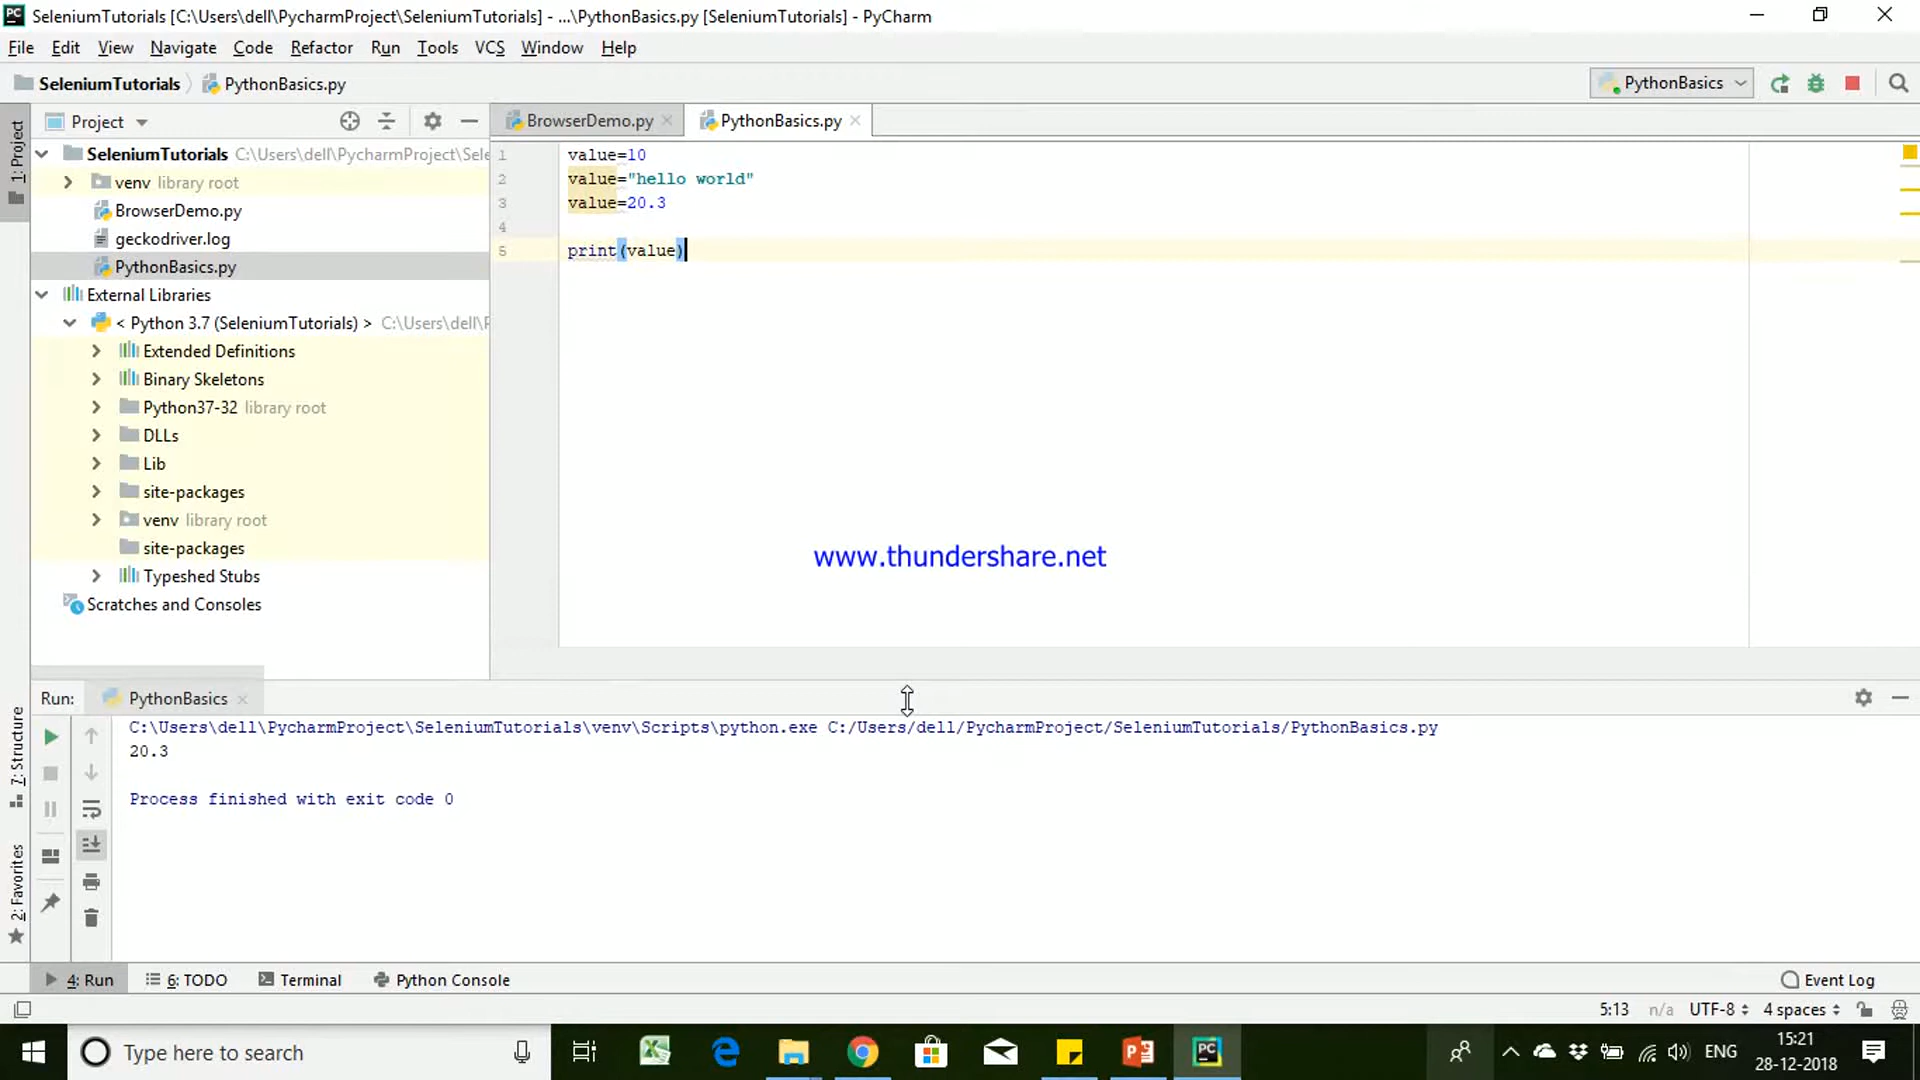 SeleniumTutorials [C:\Users\dell\PycharmProject\SeleniumTutorials] - ...\PythonBasics.py [SeleniumTutorials] - PyCharm
File Edit View Navigate Code Refactor Run Tools VCS Window Help
SeleniumTutorials PythonBasics.py PythonBasics
1: Project
Project
BrowserDemo.py PythonBasics.py
SeleniumTutorials C:\Users\dell\PycharmProject\Sele
venv library root
BrowserDemo.py
geckodriver.log
PythonBasics.py
External Libraries
< Python 3.7 (SeleniumTutorials) > C:\Users\dell\P
Extended Definitions
Binary Skeletons
Python37-32 library root
DLLs
Lib
site-packages
venv library root
site-packages
Typeshed Stubs
Scratches and Consoles
1 value=10
2 value="hello world"
3 value=20.3
4
5 print(value)
www.thundershare.net
7: Structure
2: Favorites
Run: PythonBasics
C:\Users\dell\PycharmProject\SeleniumTutorials\venv\Scripts\python.exe C:/Users/dell/PycharmProject/SeleniumTutorials/PythonBasics.py
20.3
Process finished with exit code 0
4: Run 6: TODO Terminal Python Console Event Log
5:13 n/a UTF-8 4 spaces
Type here to search ENG 15:21
28-12-2018